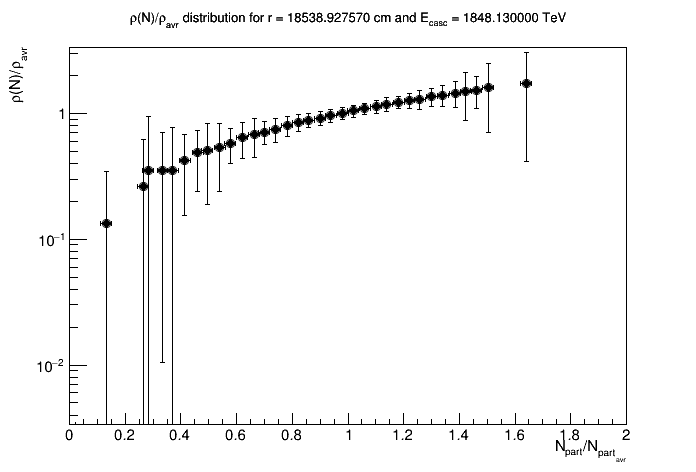 ρ(N)/ρavr distribution for r = 18538.927570 cm and Ecasc = 1848.130000 TeV
ρ(N)/ρavr
1
10−1
10−2
0 0.2 0.4 0.6 0.8 1 1.2 1.4 1.6 1.8 2
Npart/Npartavr